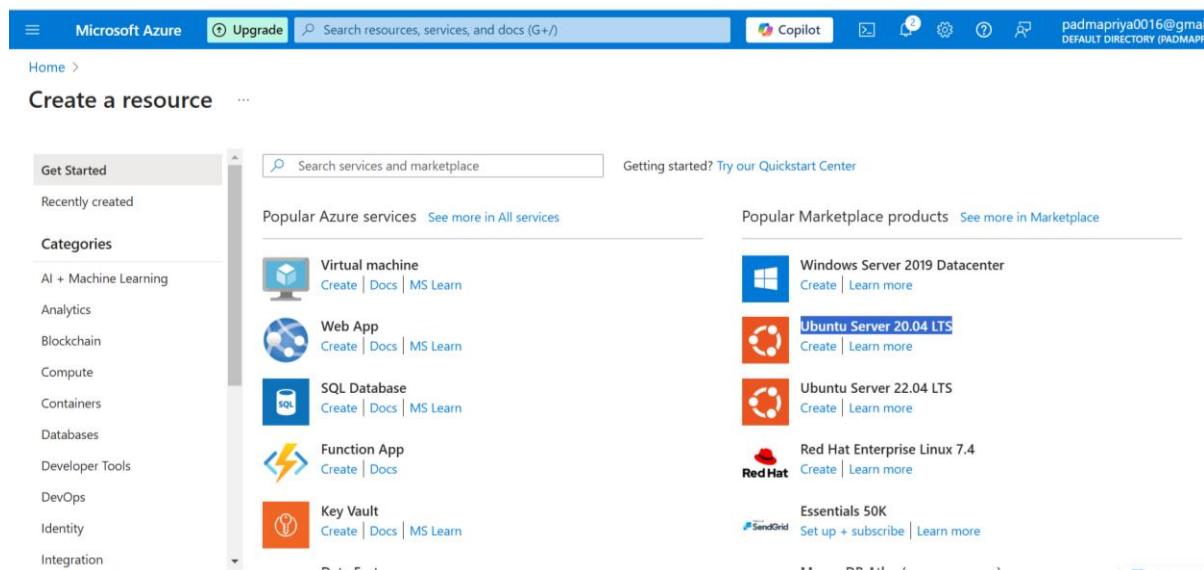 Microsoft Azure
Upgrade
Search resources, services, and docs (G+/)
Copilot
2
padmapriya0016@gmai
DEFAULT DIRECTORY (PADMAPR
Home >
Create a resource ...
Get Started
Recently created
Categories
AI + Machine Learning
Analytics
Blockchain
Compute
Containers
Databases
Developer Tools
DevOps
Identity
Integration
Search services and marketplace
Getting started? Try our Quickstart Center
Popular Azure services See more in All services
Virtual machine
Create | Docs | MS Learn
Web App
Create | Docs | MS Learn
SQL
SQL Database
Create | Docs | MS Learn
Function App
Create | Docs
Key Vault
Create | Docs | MS Learn
Popular Marketplace products See more in Marketplace
Windows Server 2019 Datacenter
Create | Learn more
Ubuntu Server 20.04 LTS
Create | Learn more
Ubuntu Server 22.04 LTS
Create | Learn more
Red Hat
Red Hat Enterprise Linux 7.4
Create | Learn more
SendGrid
Essentials 50K
Set up + subscribe | Learn more